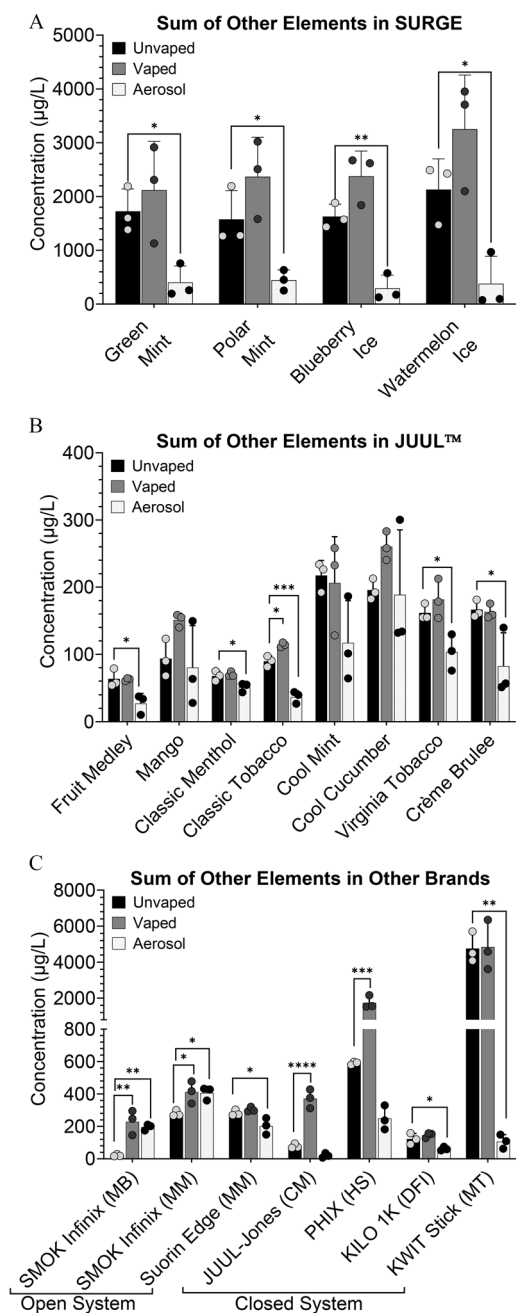 A
Sum of Other Elements in SURGE
Concentration (µg/L)
5000
4000
3000
2000
1000
0
Unvaped
Vaped
Aerosol
*
*
**
*
Green
Mint
Polar
Mint
Blueberry
Ice
Watermelon
Ice
B
Sum of Other Elements in JUUL™
Concentration (µg/L)
400
300
200
100
0
Unvaped
Vaped
Aerosol
*
*
***
*
*
*
Fruit Medley
Mango
Classic Menthol
Classic Tobacco
Cool Mint
Cool Cucumber
Virginia Tobacco
Crème Brulee
C
Sum of Other Elements in Other Brands
Concentration (µg/L)
8000
6000
4000
2000
800
600
400
200
0
Unvaped
Vaped
Aerosol
**
**
*
*
*
****
***
*
**
SMOK Infinix (MB)
SMOK Infinix (MM)
Suorin Edge (MM)
JUUL-Jones (CM)
PHIX (HS)
KILO 1K (DFI)
KWIT Stick (MT)
Open System
Closed System